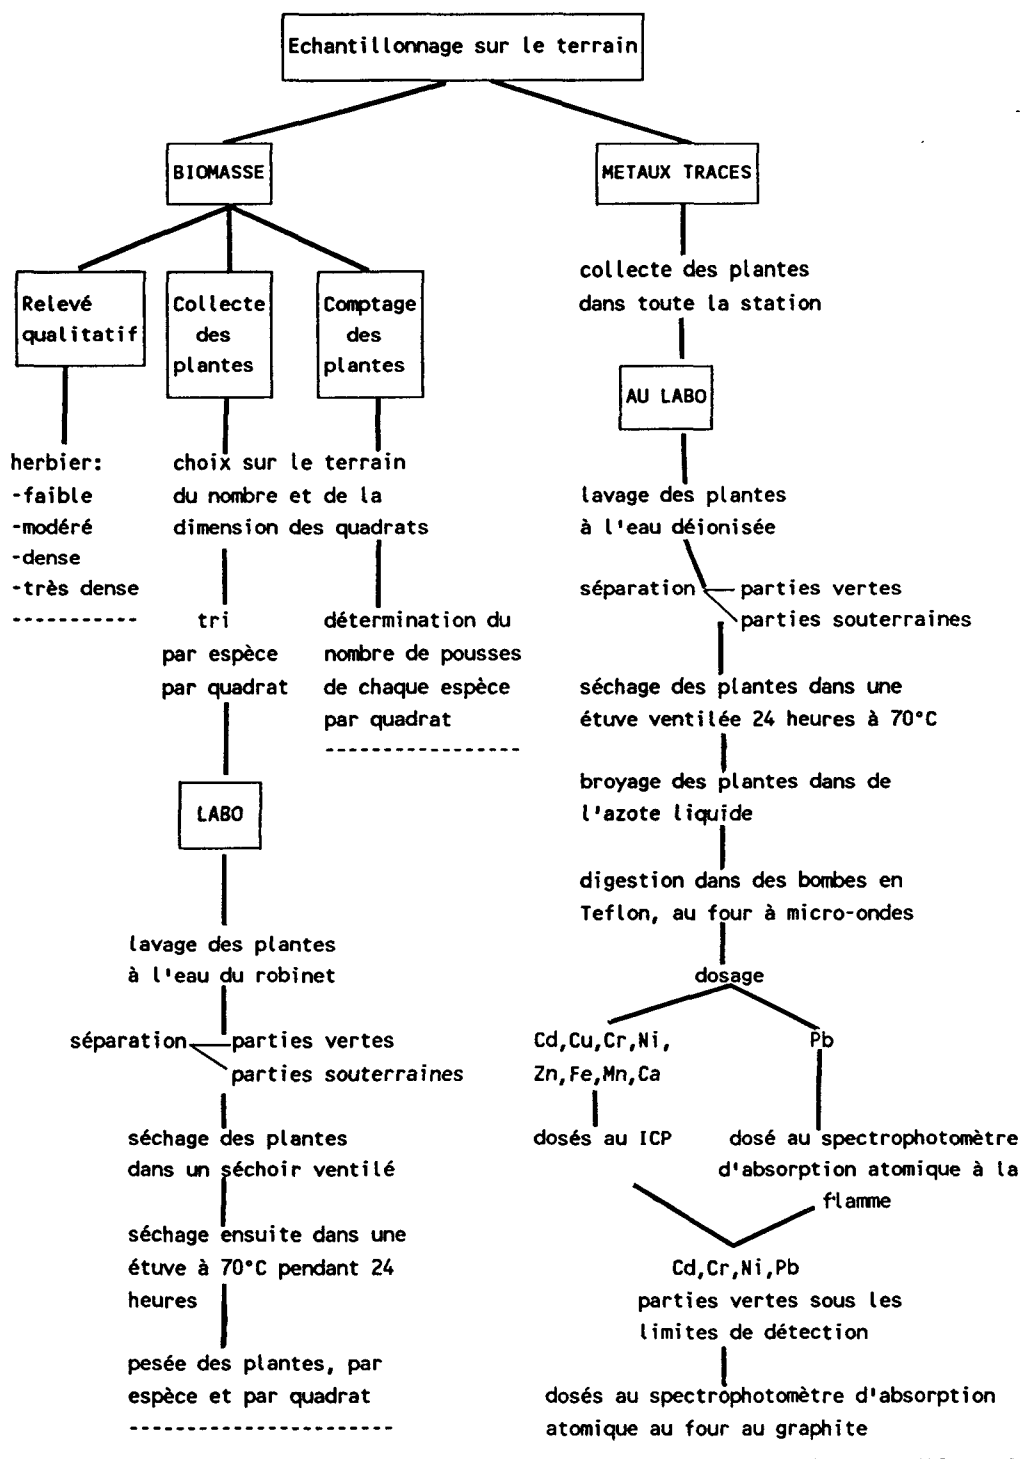 Echantillonnage sur le terrain
BIOMASSE
METAUX TRACES
Relevé
qualitatif
Collecte
des
plantes
Comptage
des
plantes
herbier:
-faible
-modéré
-dense
-très dense
choix sur le terrain
du nombre et de la
dimension des quadrats
tri
par espèce
par quadrat
détermination du
nombre de pousses
de chaque espèce
par quadrat
LABO
lavage des plantes
à l'eau du robinet
séparation parties vertes
parties souterraines
séchage des plantes
dans un séchoir ventilé
séchage ensuite dans une
étuve à 70°C pendant 24
heures
pesée des plantes, par
espèce et par quadrat
collecte des plantes
dans toute la station
AU LABO
lavage des plantes
à l'eau déionisée
séparation parties vertes
parties souterraines
séchage des plantes dans une
étuve ventilée 24 heures à 70°C
broyage des plantes dans de
l'azote liquide
digestion dans des bombes en
Teflon, au four à micro-ondes
dosage
Cd,Cu,Cr,Ni,
Zn,Fe,Mn,Ca
dosés au ICP
Pb
dosé au spectrophotomètre
d'absorption atomique à la
flamme
Cd,Cr,Ni,Pb
parties vertes sous les
limites de détection
dosés au spectrophotomètre d'absorption
atomique au four au graphite